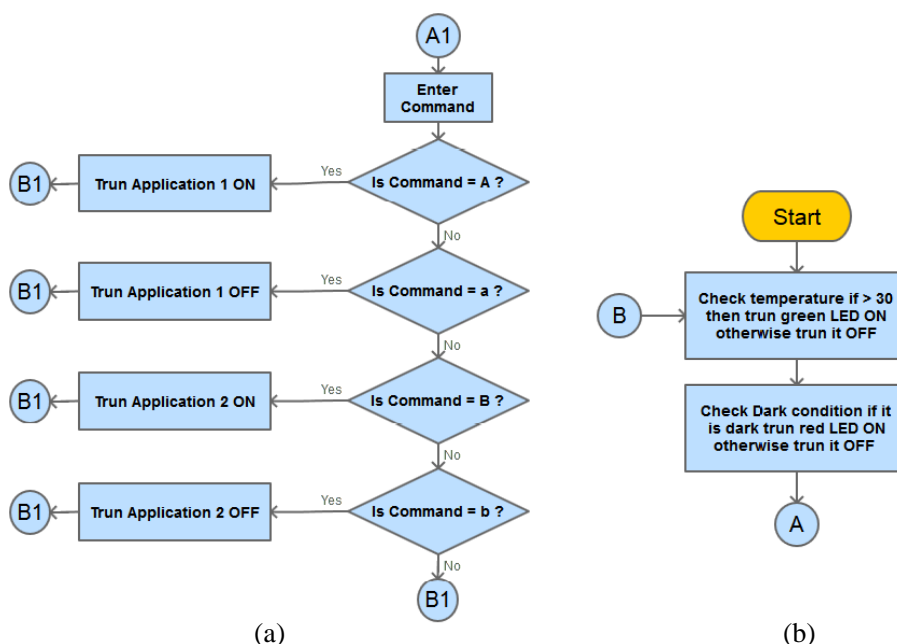 A1
Enter
Command
Is Command = A ?
Yes
Trun Application 1 ON
B1
No
Is Command = a ?
Yes
Trun Application 1 OFF
B1
No
Is Command = B ?
Yes
Trun Application 2 ON
B1
No
Is Command = b ?
Yes
Trun Application 2 OFF
B1
No
B1
(a)
Start
B
Check temperature if > 30
then trun green LED ON
otherwise trun it OFF
Check Dark condition if it
is dark trun red LED ON
otherwise trun it OFF
A
(b)